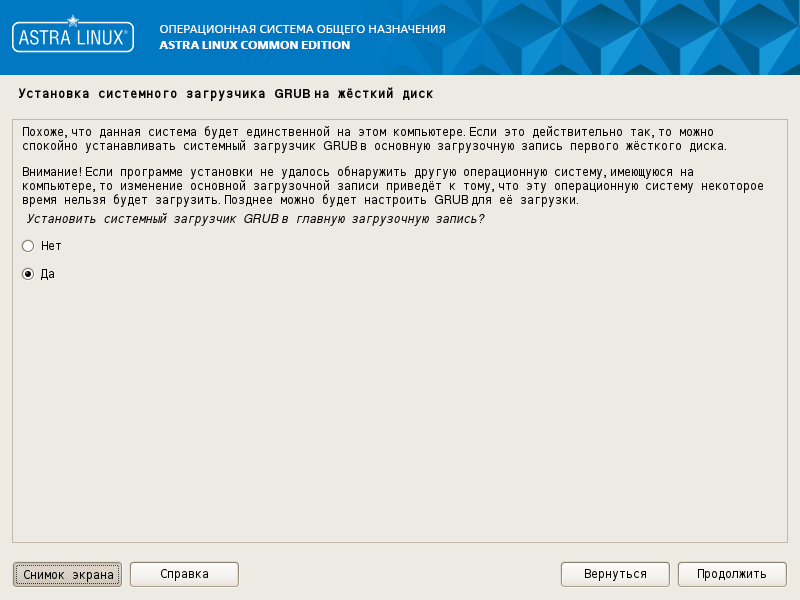 ASTRA LINUX®
ОПЕРАЦИОННАЯ СИСТЕМА ОБЩЕГО НАЗНАЧЕНИЯ
ASTRA LINUX COMMON EDITION
Установка системного загрузчика GRUB на жёсткий диск
Похоже, что данная система будет единственной на этом компьютере. Если это действительно так, то можно
спокойно устанавливать системный загрузчик GRUB в основную загрузочную запись первого жёсткого диска.
Внимание! Если программе установки не удалось обнаружить другую операционную систему, имеющуюся на
компьютере, то изменение основной загрузочной записи приведёт к тому, что эту операционную систему некоторое
время нельзя будет загрузить. Позднее можно будет настроить GRUB для её загрузки.
Установить системный загрузчик GRUB в главную загрузочную запись?
Нет
Да
Снимок экрана
Справка
Вернуться
Продолжить